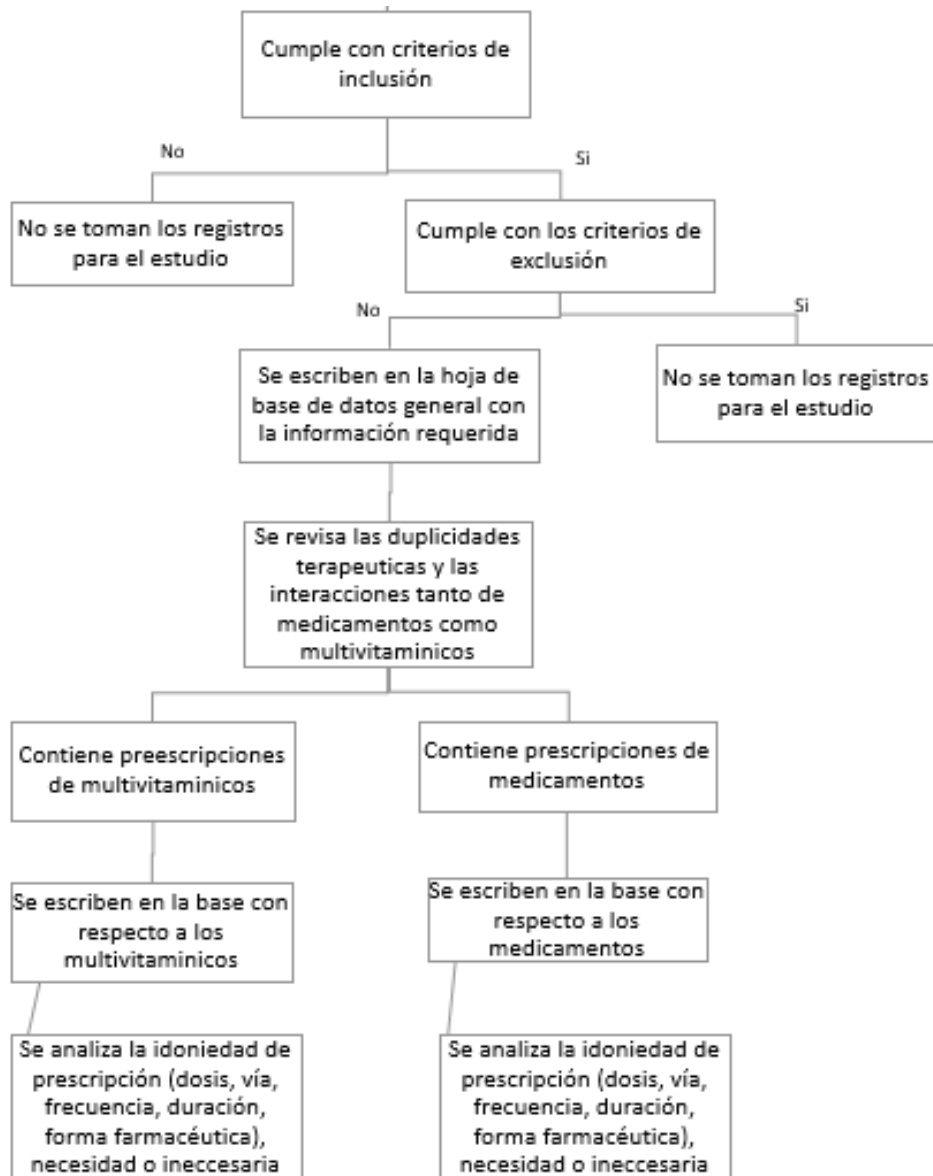 Cumple con criterios de
inclusión
No
Si
No se toman los registros
para el estudio
Cumple con los criterios de
exclusión
No
Si
Se escriben en la hoja de
base de datos general con
la información requerida
No se toman los registros
para el estudio
Se revisa las duplicidades
terapeuticas y las
interacciones tanto de
medicamentos como
multivitaminicos
Contiene preescripciones
de multivitaminicos
Contiene prescripciones de
medicamentos
Se escriben en la base con
respecto a los
multivitaminicos
Se escriben en la base con
respecto a los
medicamentos
Se analiza la idoniedad de
prescripción (dosis, vía,
frecuencia, duración,
forma farmacéutica),
necesidad o ineccesaria
Se analiza la idoniedad de
prescripción (dosis, vía,
frecuencia, duración,
forma farmacéutica),
necesidad o ineccesaria